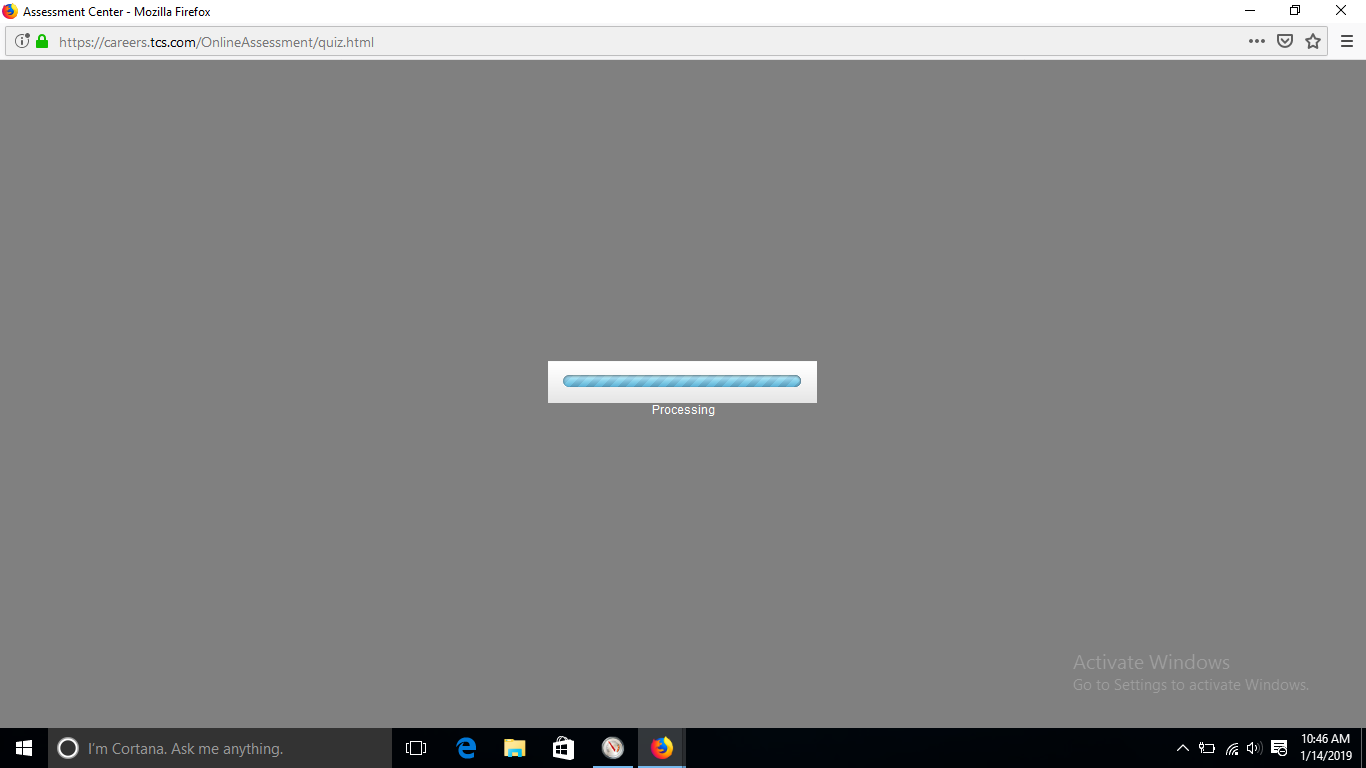 Assessment Center - Mozilla Firefox
https://careers.tcs.com/OnlineAssessment/quiz.html
Processing
Activate Windows
Go to Settings to activate Windows.
I'm Cortana. Ask me anything.
10:46 AM
1/14/2019